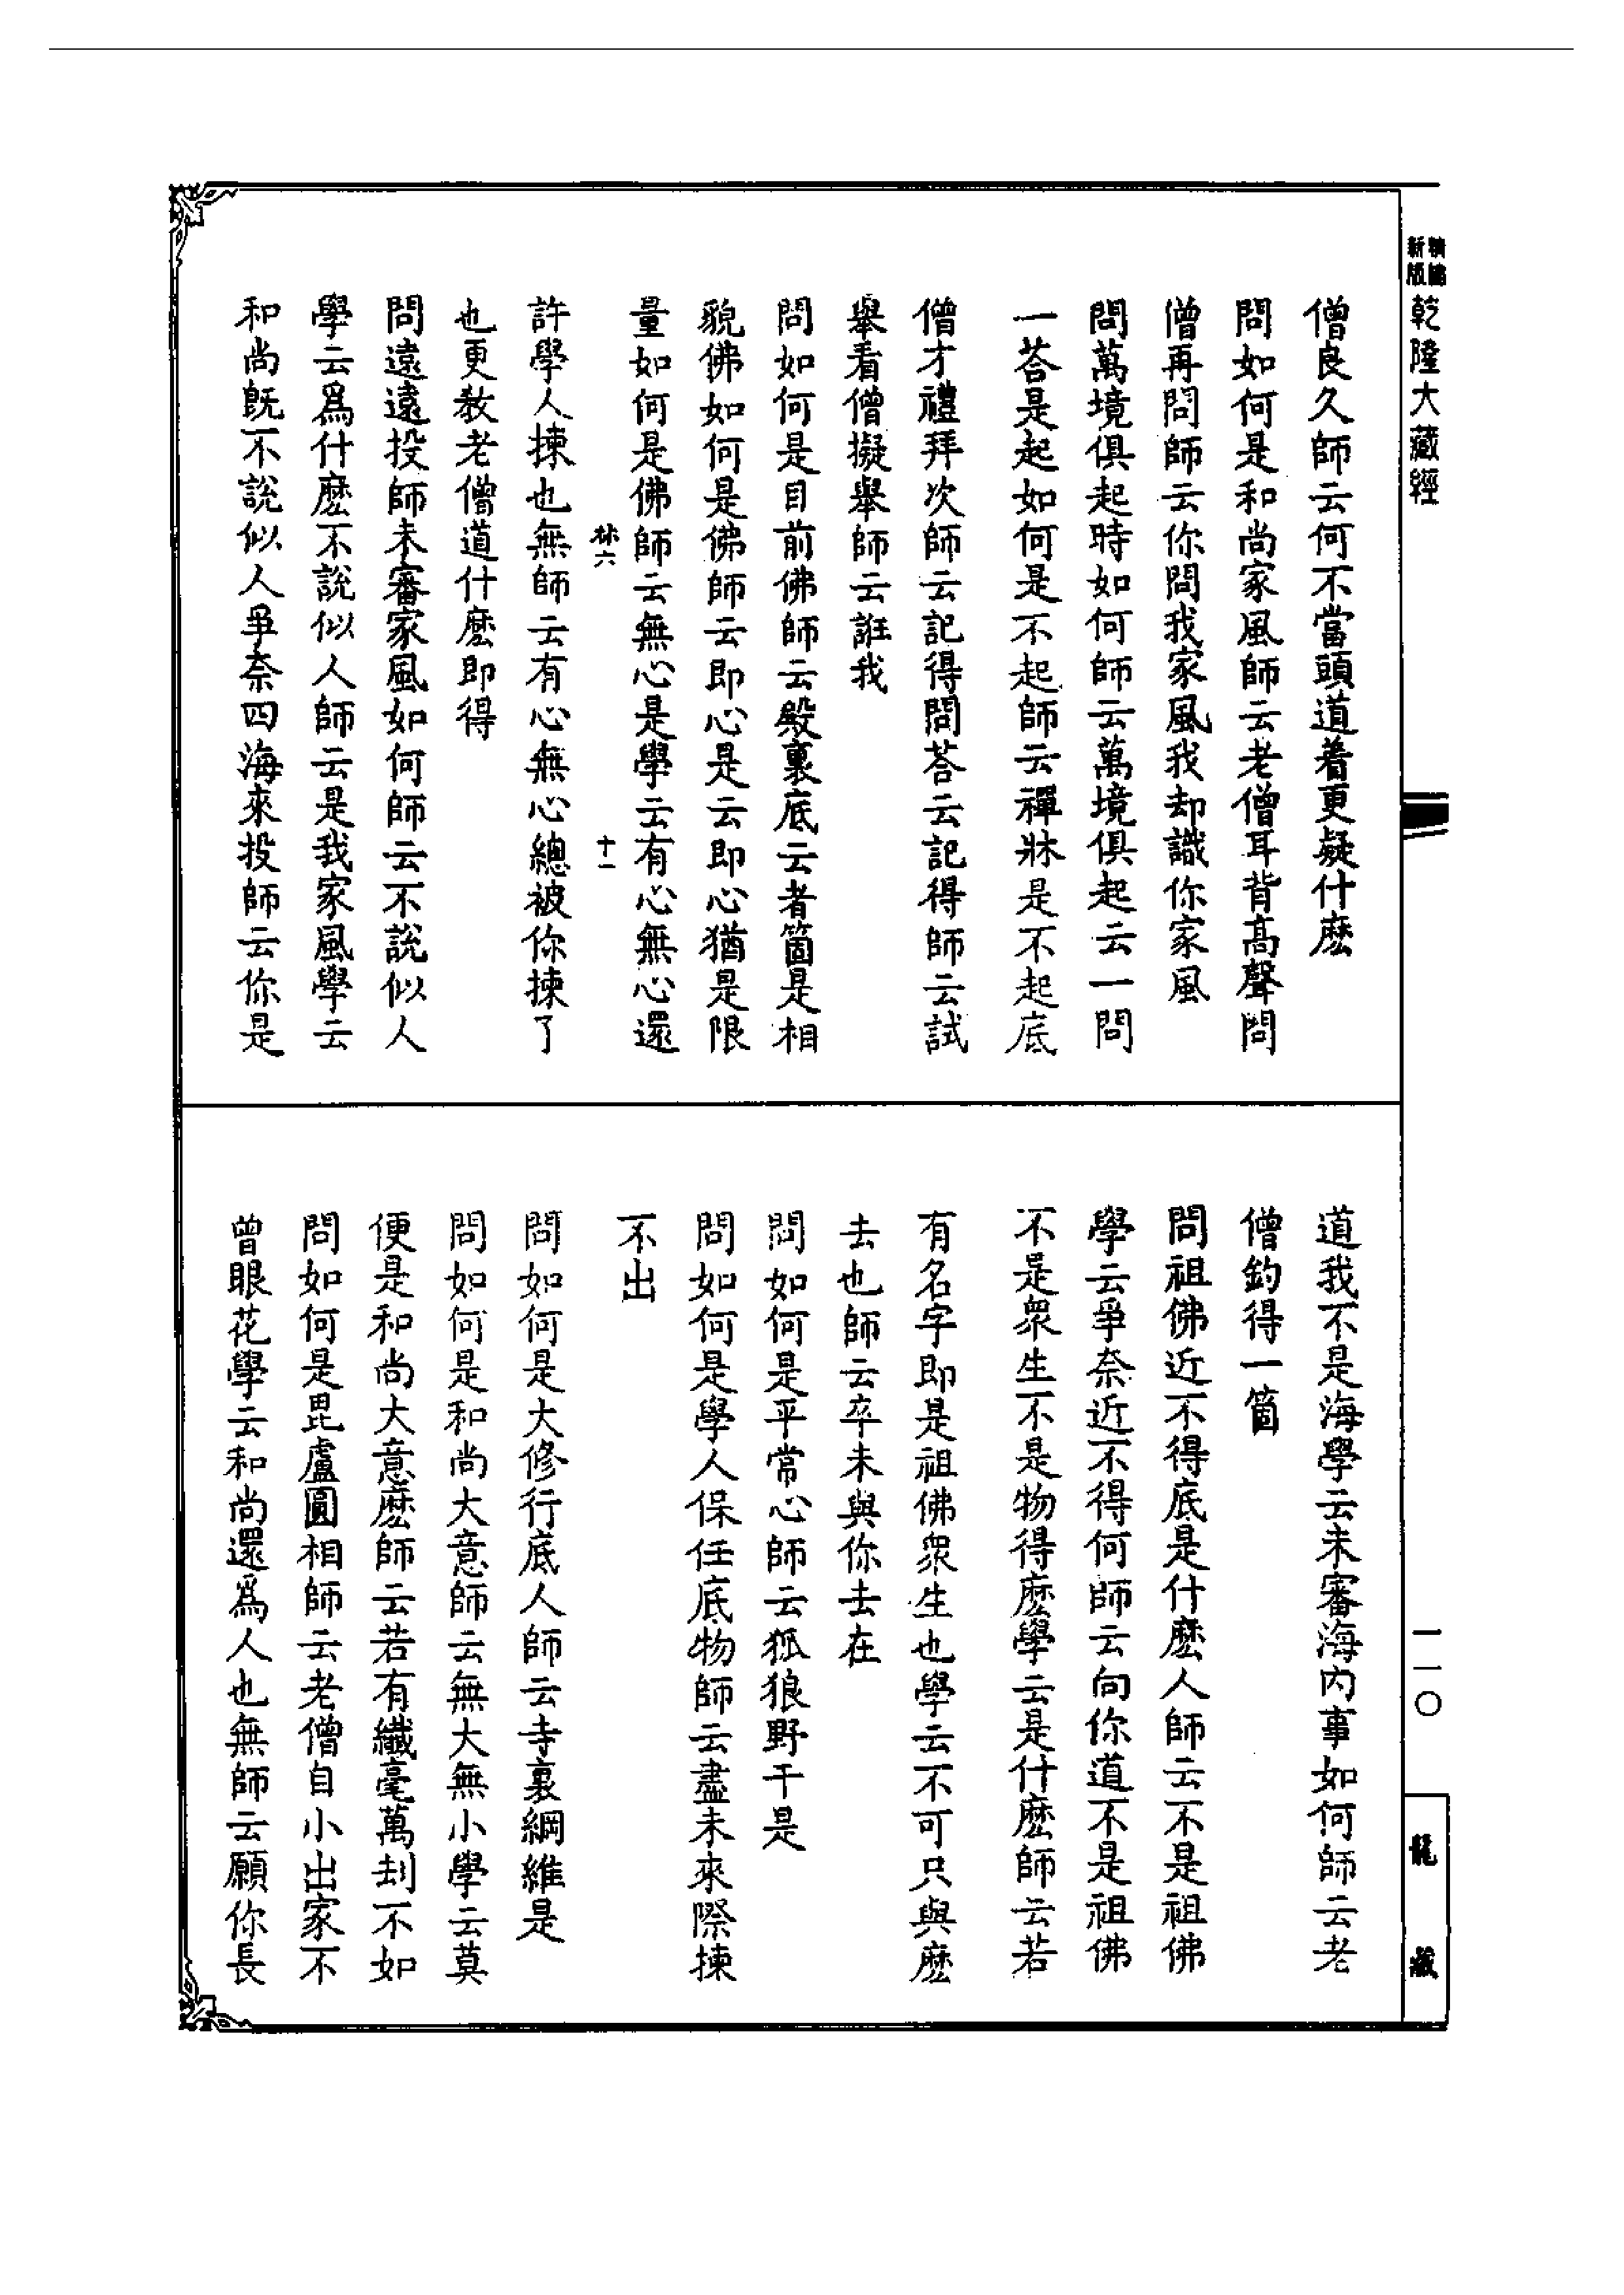 新版精編乾隆大藏經
僧良久師云何不當頭道着更疑什麽
問如何是和尚家風師云老僧耳背高聲問
僧再問師云你問我家風我却識你家風
問萬境俱起時如何師云萬境俱起云一問
一荅是起如何是不起師云禪牀是不起底
僧才禮拜次師云記得問荅云記得師云試
舉看僧擬舉師云誑我
問如何是目前佛師云殿裏底云者箇是相
貌佛如何是佛師云即心是云即心猶是限
量如何是佛師云無心是學云有心無心還
林六
十一
許學人揀也無師云有心無心總被你揀了
也更教老僧道什麽即得
問遠遠投師未審家風如何師云不說似人
學云爲什麽不說似人師云是我家風學云
和尚旣不說似人爭奈四海來投師云你是
道我不是海學云未審海內事如何師云老
僧釣得一箇
問祖佛近不得底是什麽人師云不是祖佛
學云爭奈近不得何師云向你道不是祖佛
不是衆生不是物得麽學云是什麽師云若
有名字即是祖佛衆生也學云不可只與麽
去也師云卒未與你去在
問如何是平常心師云狐狼野干是
問如何是學人保任底物師云盡未來際揀
不出
問如何是大修行底人師云寺裏綱維是
問如何是和尚大意師云無大無小學云莫
便是和尚大意麽師云若有纖毫萬刦不如
問如何是毘盧圓相師云老僧自小出家不
曾眼花學云和尚還爲人也無師云願你長
一一〇
龍藏